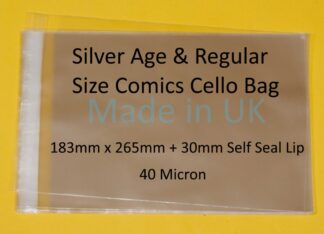 Silver Age & Regular
Size Comics Cello Bag
Made in UK
183mm x 265mm + 30mm Self Seal Lip
40 Micron